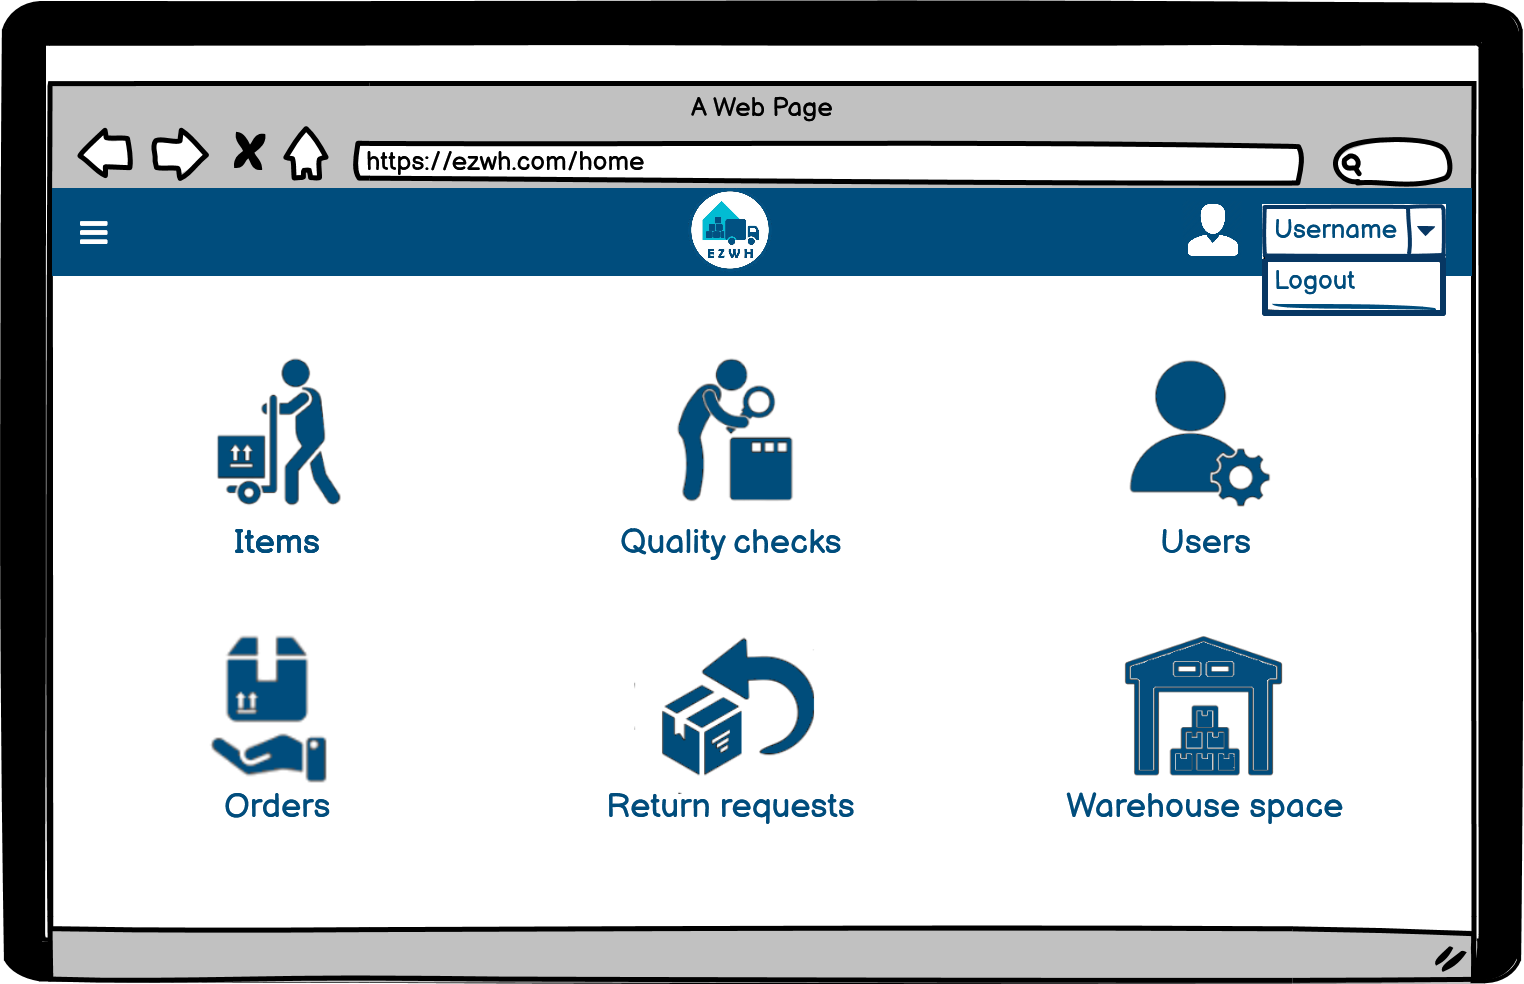 A Web Page
https://ezwh.com/home
EZWH
Username
Logout
Items
Quality checks
Users
Orders
Return requests
Warehouse space